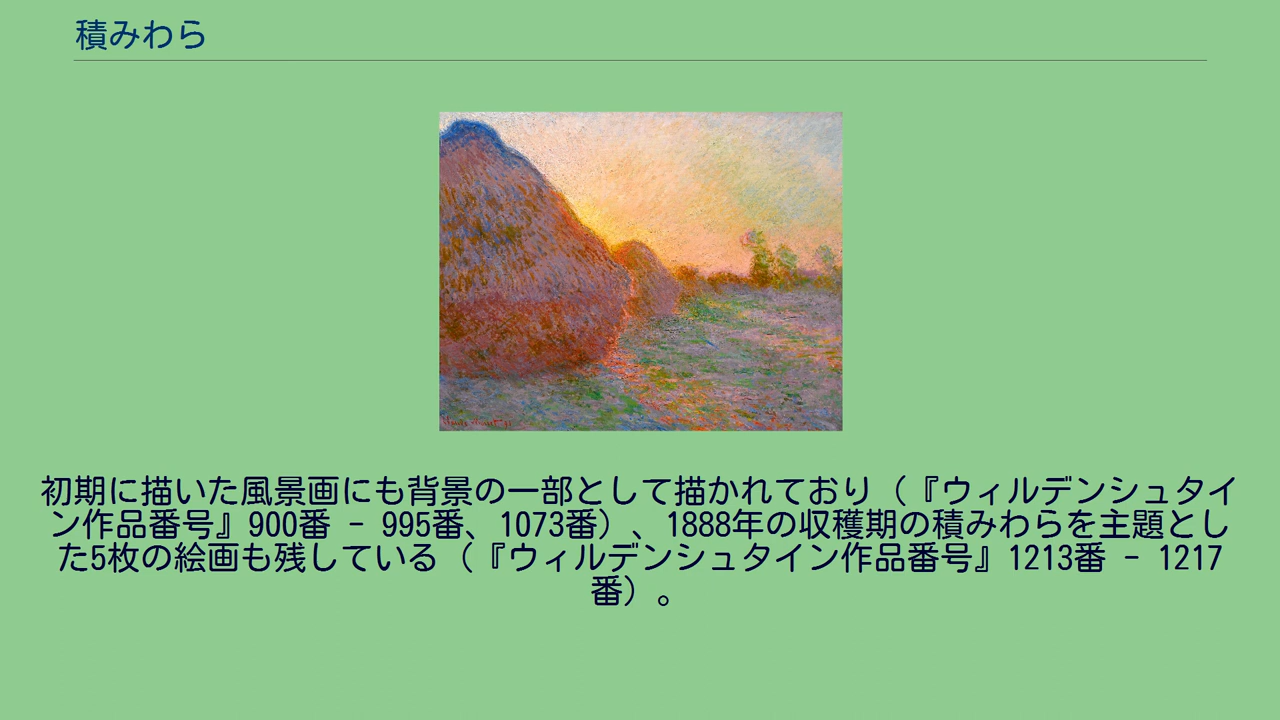 積みわら
初期に描いた風景画にも背景の一部として描かれており（『ウィルデンシュタイ
ン作品番号』900番 - 995番、1073番）、1888年の収穫期の積みわらを主題とし
た5枚の絵画も残している（『ウィルデンシュタイン作品番号』1213番 - 1217
番）。
Claude Monet 91